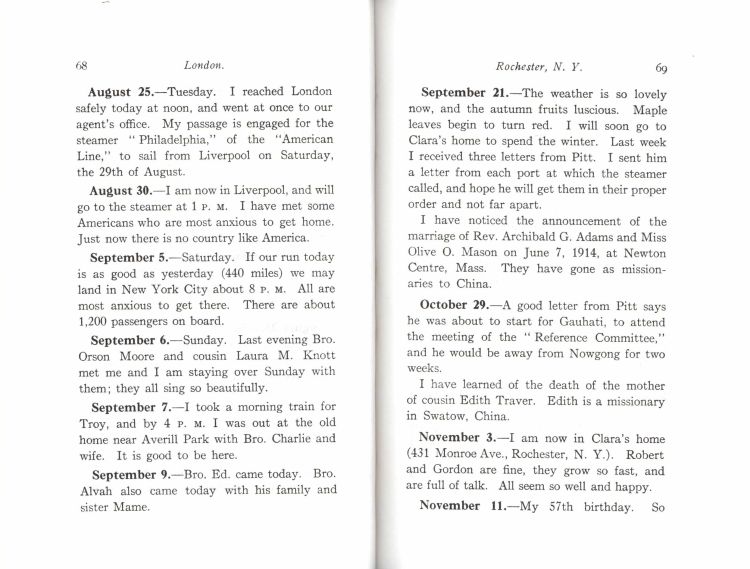 68 London.
August 25.—Tuesday. I reached London
safely today at noon, and went at once to our
agent's office. My passage is engaged for the
steamer "Philadelphia," of the "American
Line," to sail from Liverpool on Saturday,
the 29th of August.
August 30.—I am now in Liverpool, and will
go to the steamer at 1 P. M. I have met some
Americans who are most anxious to get home.
Just now there is no country like America.
September 5.—Saturday. If our run today
is as good as yesterday (440 miles) we may
land in New York City about 8 P. M. All are
most anxious to get there. There are about
1,200 passengers on board.
September 6.—Sunday. Last evening Bro.
Orson Moore and cousin Laura M. Knott
met me and I am staying over Sunday with
them; they all sing so beautifully.
September 7.—I took a morning train for
Troy, and by 4 P. M. I was out at the old
home near Averill Park with Bro. Charlie and
wife. It is good to be here.
September 9.—Bro. Ed. came today. Bro.
Alvah also came today with his family and
sister Mame.
Rochester, N. Y. 69
September 21.—The weather is so lovely
now, and the autumn fruits luscious. Maple
leaves begin to turn red. I will soon go to
Clara's home to spend the winter. Last week
I received three letters from Pitt. I sent him
a letter from each port at which the steamer
called, and hope he will get them in their proper
order and not far apart.
I have noticed the announcement of the
marriage of Rev. Archibald G. Adams and Miss
Olive O. Mason on June 7, 1914, at Newton
Centre, Mass. They have gone as mission-
aries to China.
October 29.—A good letter from Pitt says
he was about to start for Gauhati, to attend
the meeting of the "Reference Committee,"
and he would be away from Nowgong for two
weeks.
I have learned of the death of the mother
of cousin Edith Traver. Edith is a missionary
in Swatow, China.
November 3.—I am now in Clara's home
(431 Monroe Ave., Rochester, N. Y.). Robert
and Gordon are fine, they grow so fast, and
are full of talk. All seem so well and happy.
November 11.—My 57th birthday. So